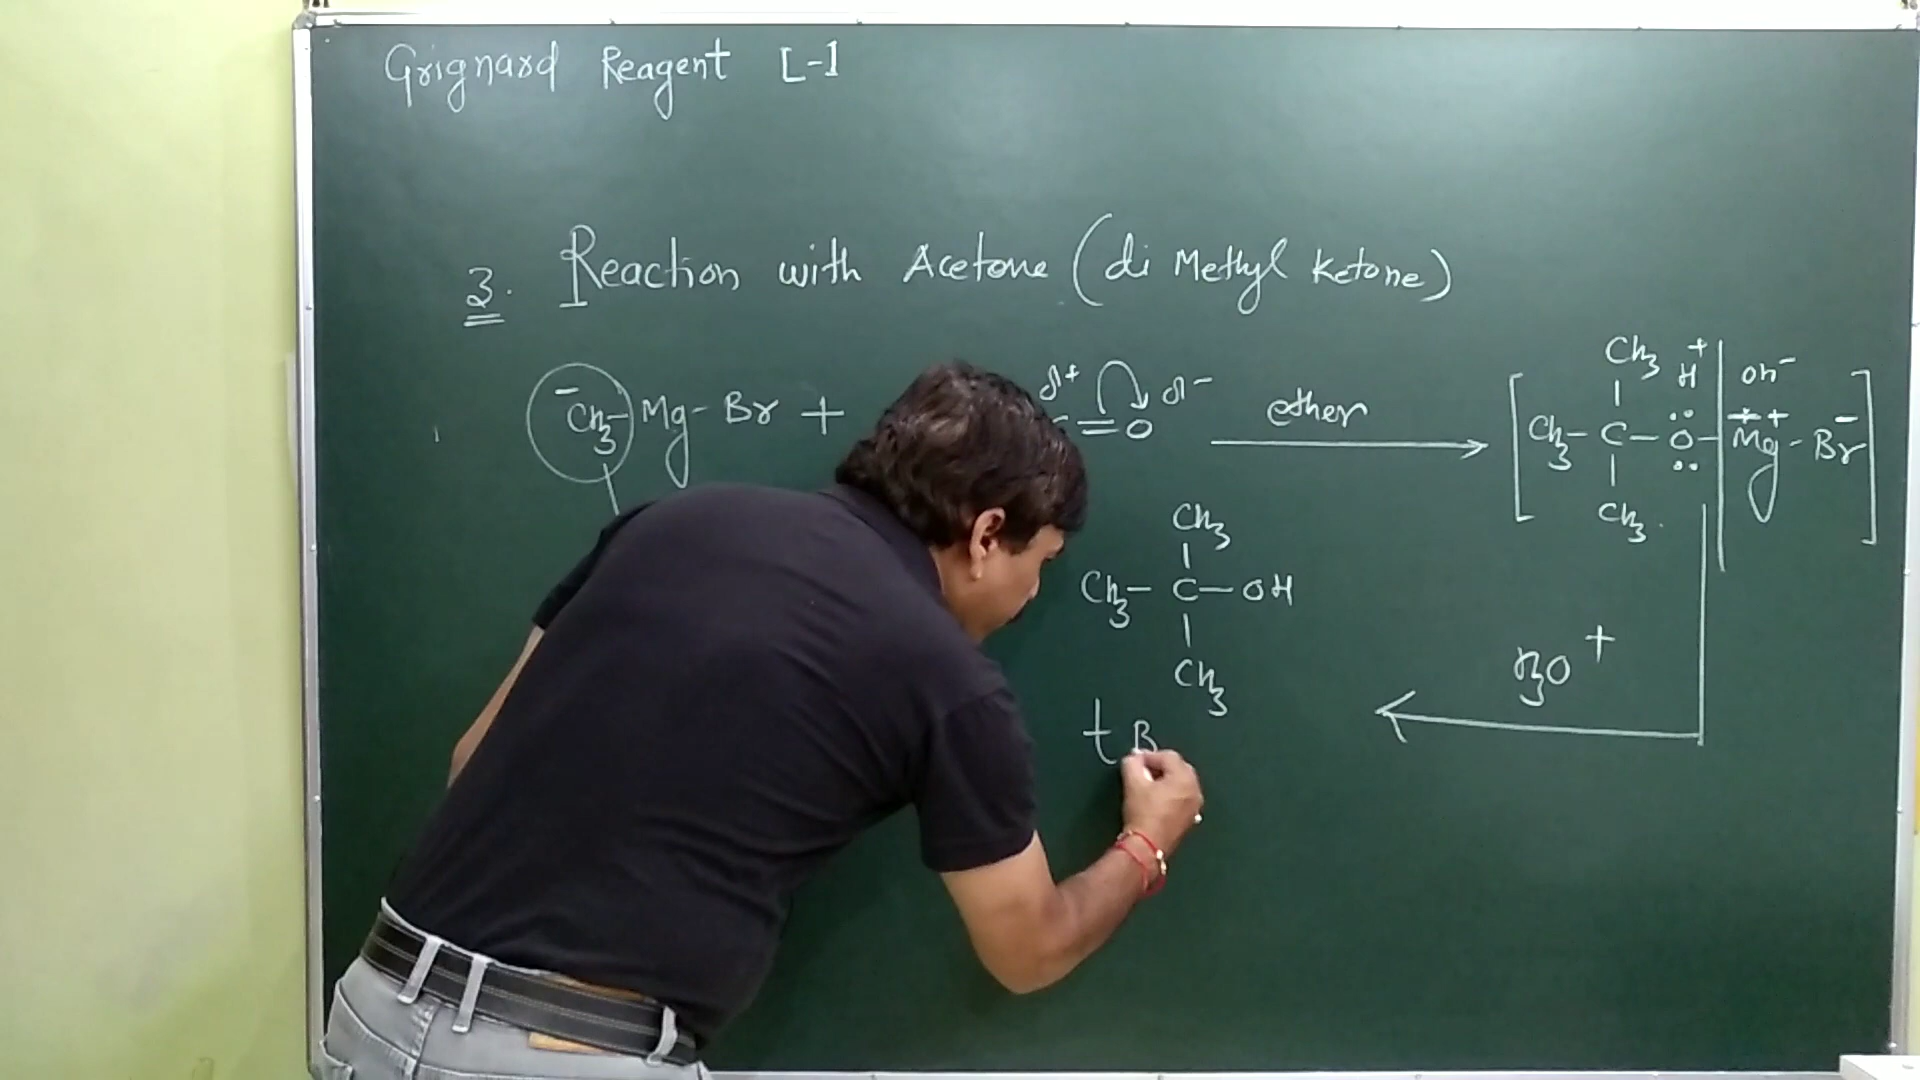 Grignard Reagent [-]
3. Reaction with Acetone (di Methyl Ketone)
CH3 - Mg - Br + δ+ = O δ- ether
[CH3 - C - O - Mg - Br]
CH3 H+ OH-
- ++ -
CH3
CH3
CH3 - C - OH
CH3
H3O+
t B